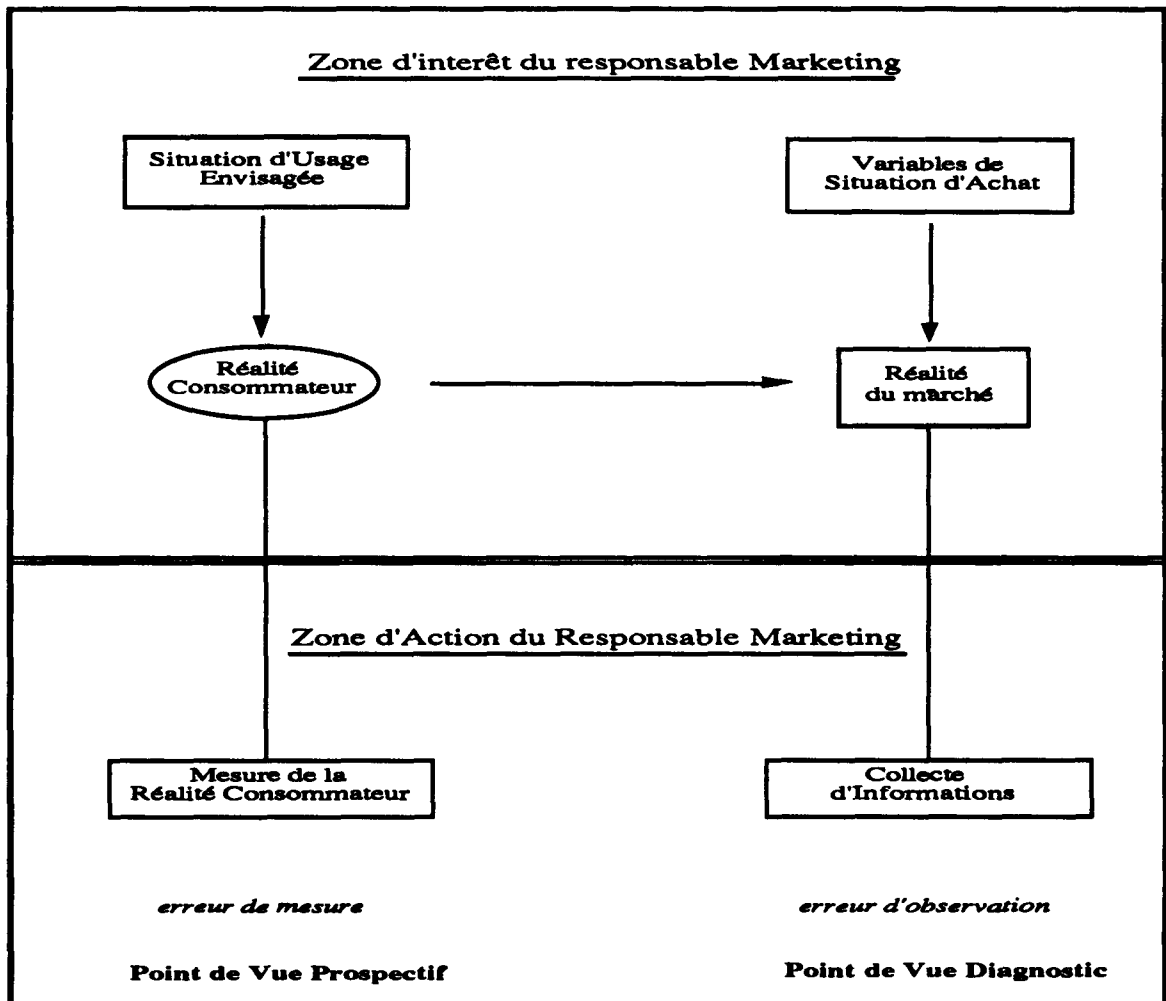 Zone d'interêt du responsable Marketing
Situation d'Usage
Envisagée
Variables de
Situation d'Achat
Réalité
Consommateur
Réalité
du marché
Zone d'Action du Responsable Marketing
Mesure de la
Réalité Consommateur
Collecte
d'Informations
erreur de mesure
erreur d'observation
Point de Vue Prospectif
Point de Vue Diagnostic